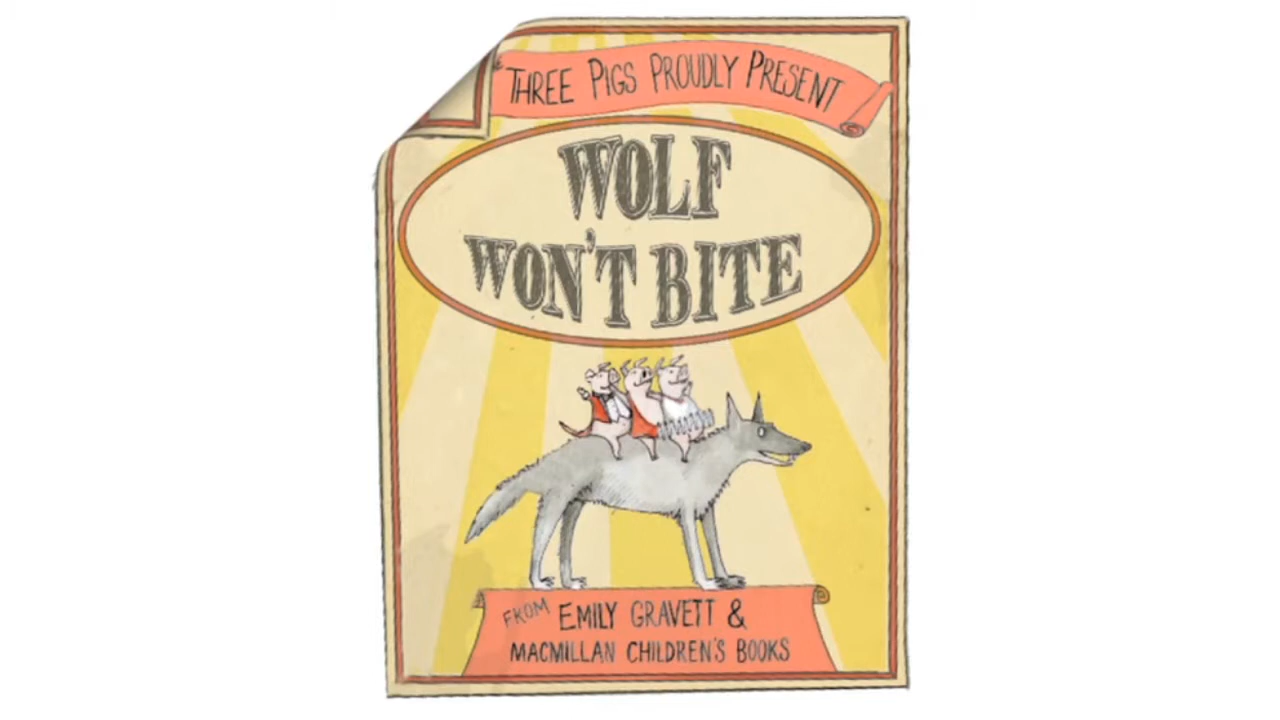 THREE PIGS PROUDLY PRESENT
WOLF
WON'T BITE
FROM EMILY GRAVETT &
MACMILLAN CHILDREN'S BOOKS